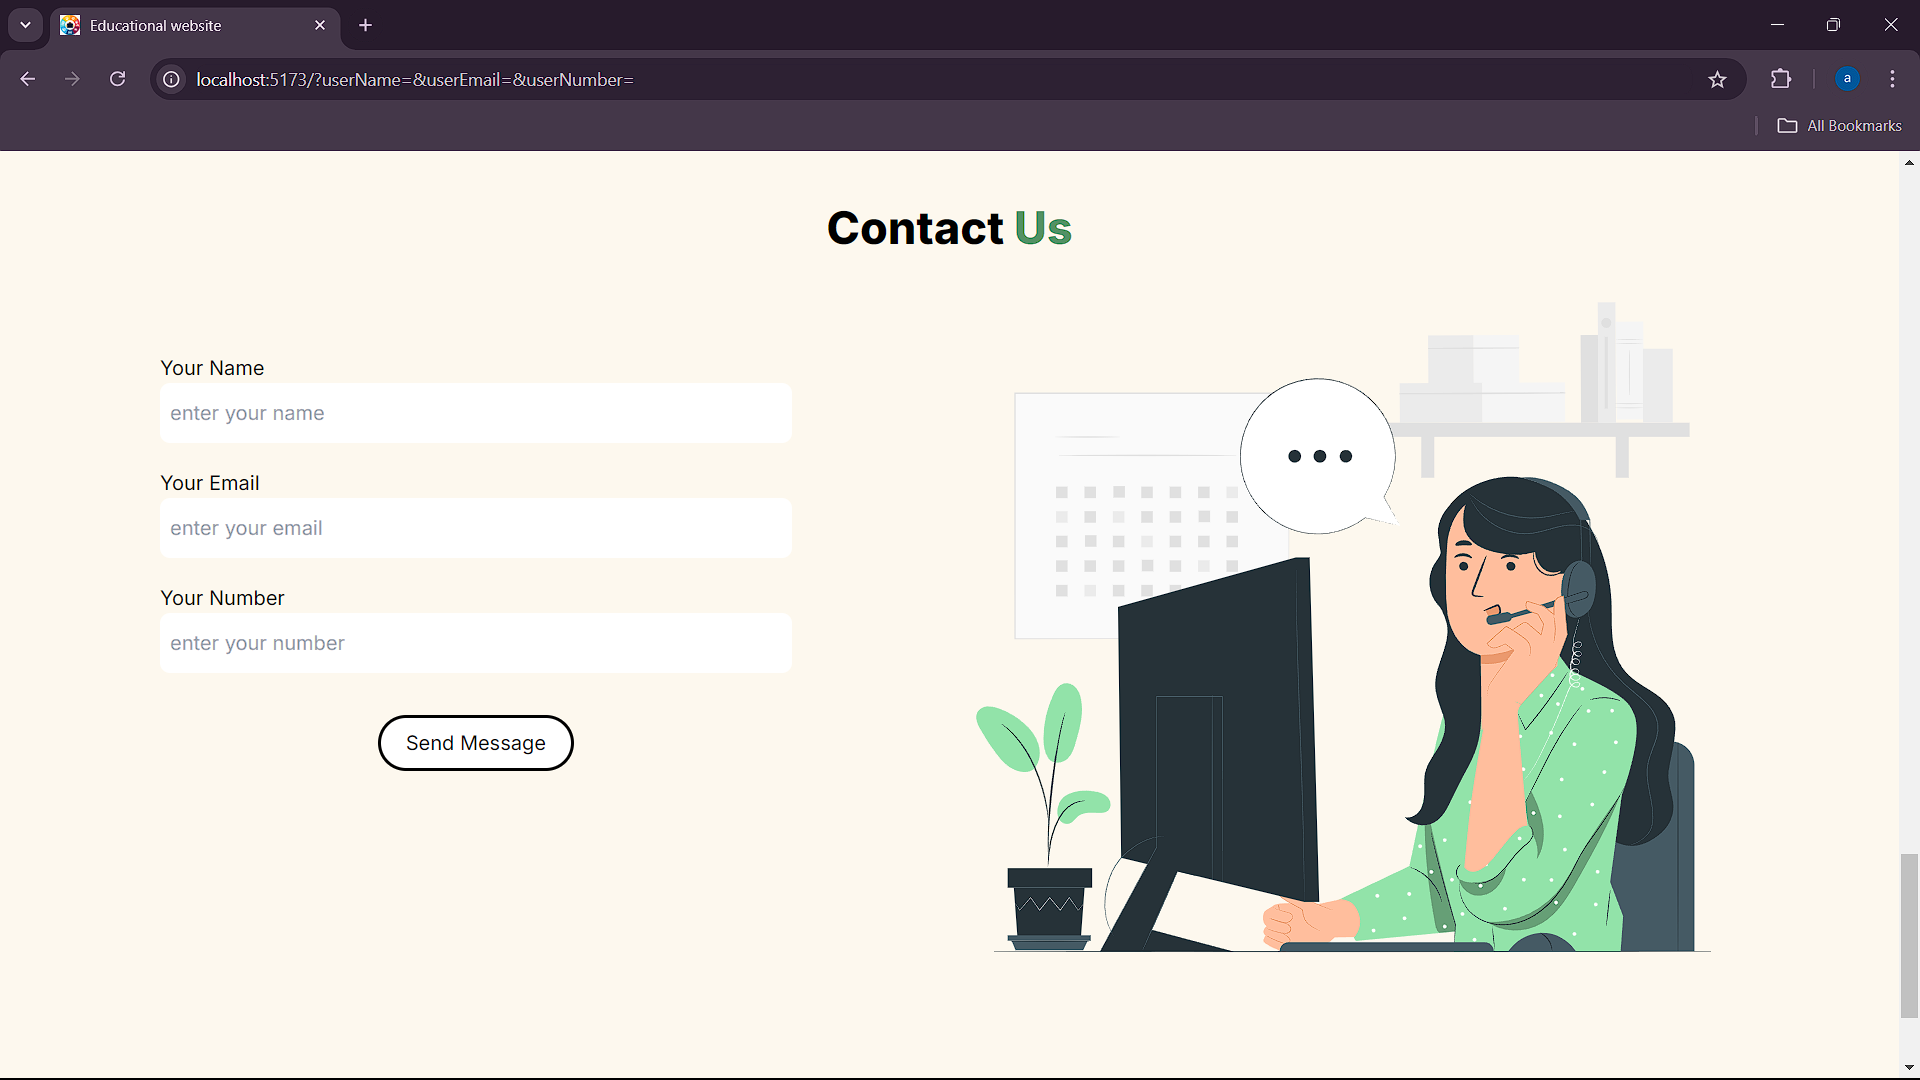 Educational website
localhost:5173/?userName=&userEmail=&userNumber=
a
All Bookmarks
Contact Us
Your Name
enter your name
Your Email
enter your email
Your Number
enter your number
Send Message